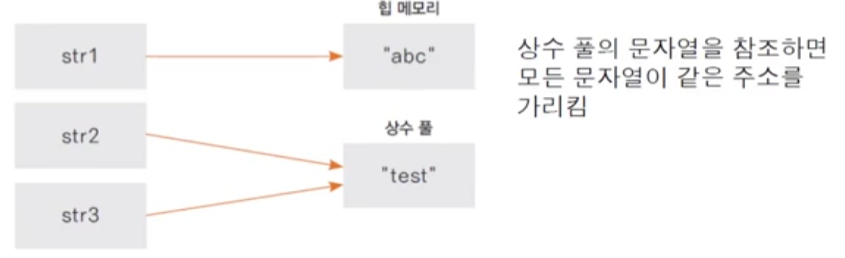 힙 메모리
str1
"abc"
상수 풀의 문자열을 참조하면
모든 문자열이 같은 주소를
가리킴
str2
상수 풀
"test"
str3